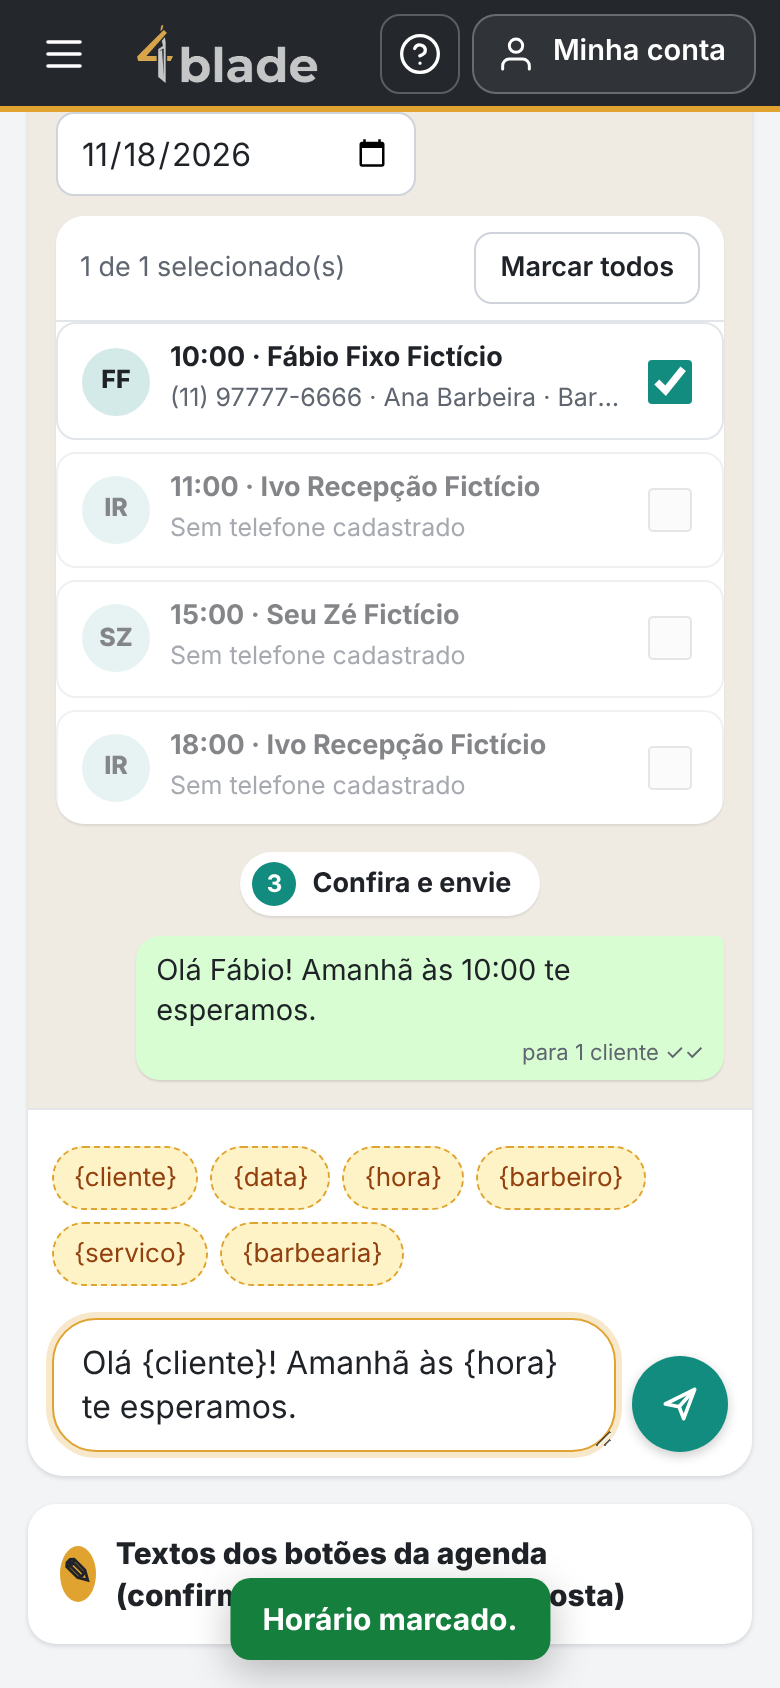 4blade
Minha conta
11/18/2026
1 de 1 selecionado(s)
Marcar todos
FF
10:00 · Fábio Fixo Fictício
(11) 97777-6666 · Ana Barbeira · Bar...
IR
11:00 · Ivo Recepção Fictício
Sem telefone cadastrado
SZ
15:00 · Seu Zé Fictício
Sem telefone cadastrado
IR
18:00 · Ivo Recepção Fictício
Sem telefone cadastrado
3 Confira e envie
Olá Fábio! Amanhã às 10:00 te
esperamos.
para 1 cliente ✓✓
{cliente} {data} {hora} {barbeiro}
{servico} {barbearia}
Olá {cliente}! Amanhã às {hora}
te esperamos.
Textos dos botões da agenda
Horário marcado.